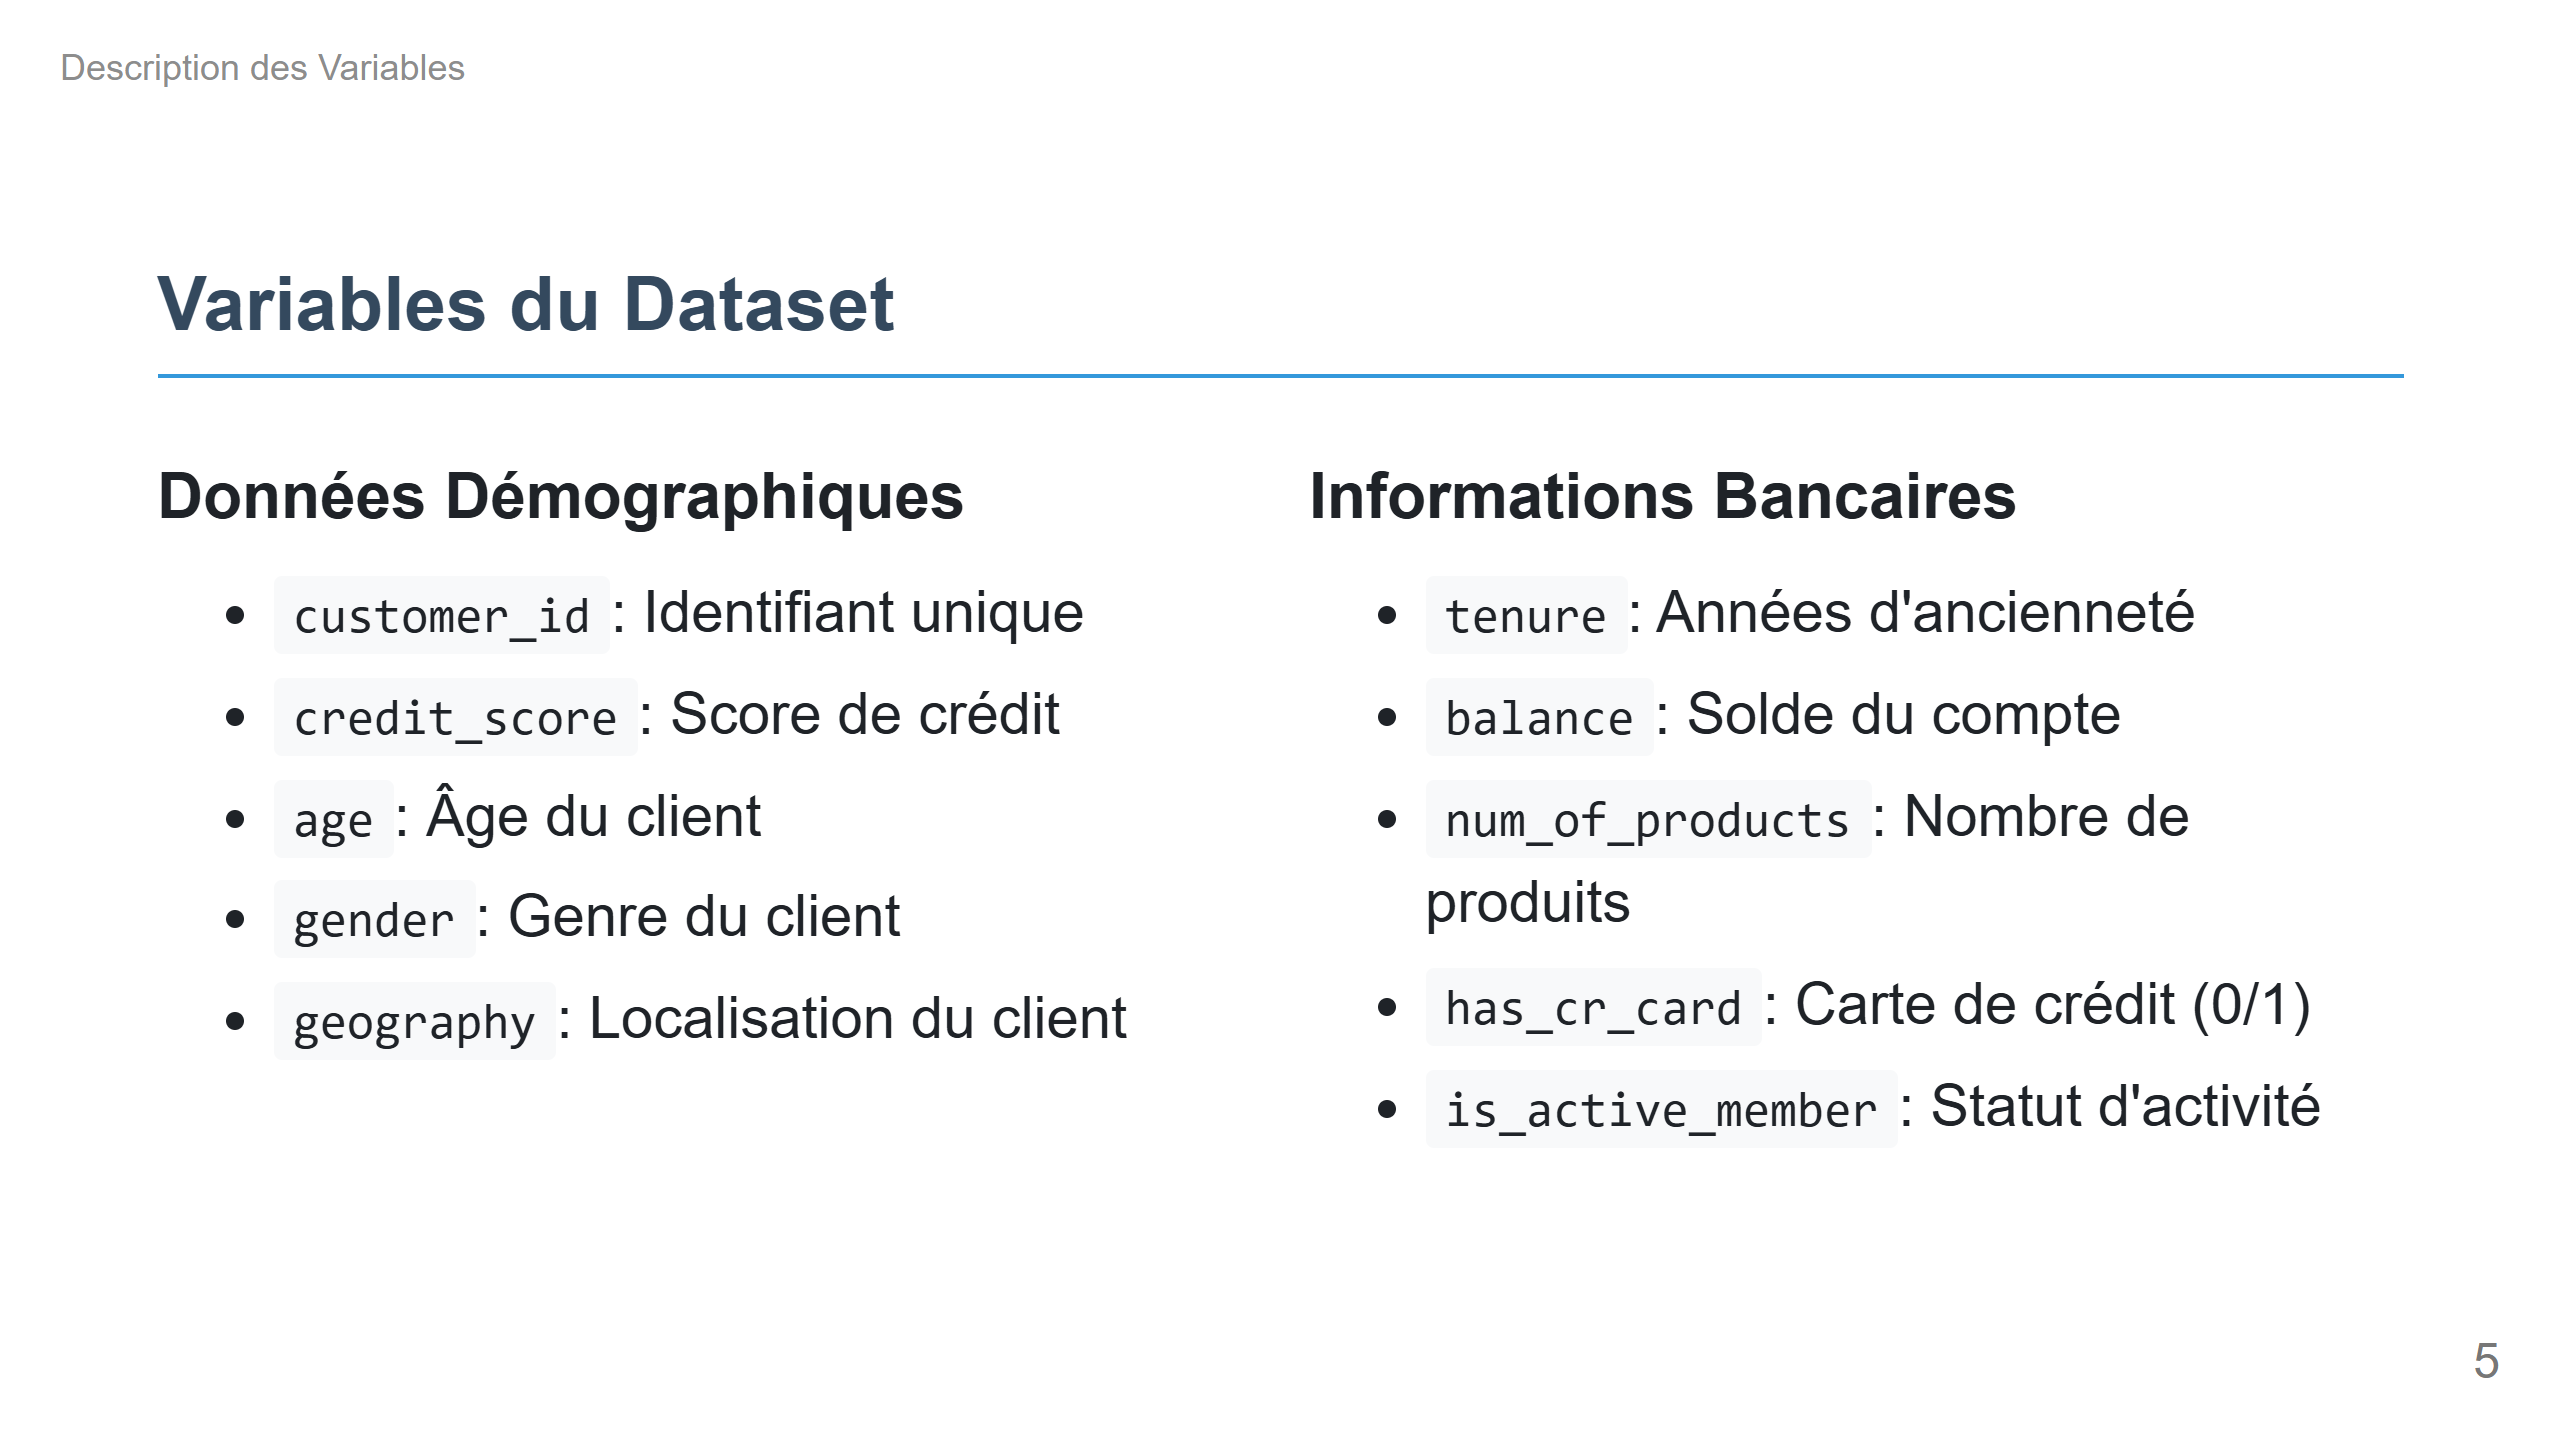 Description des Variables
Variables du Dataset
Données Démographiques
customer_id : Identifiant unique
credit_score : Score de crédit
age : Âge du client
gender : Genre du client
geography : Localisation du client
Informations Bancaires
tenure : Années d'ancienneté
balance : Solde du compte
num_of_products : Nombre de
produits
has_cr_card : Carte de crédit (0/1)
is_active_member : Statut d'activité
5